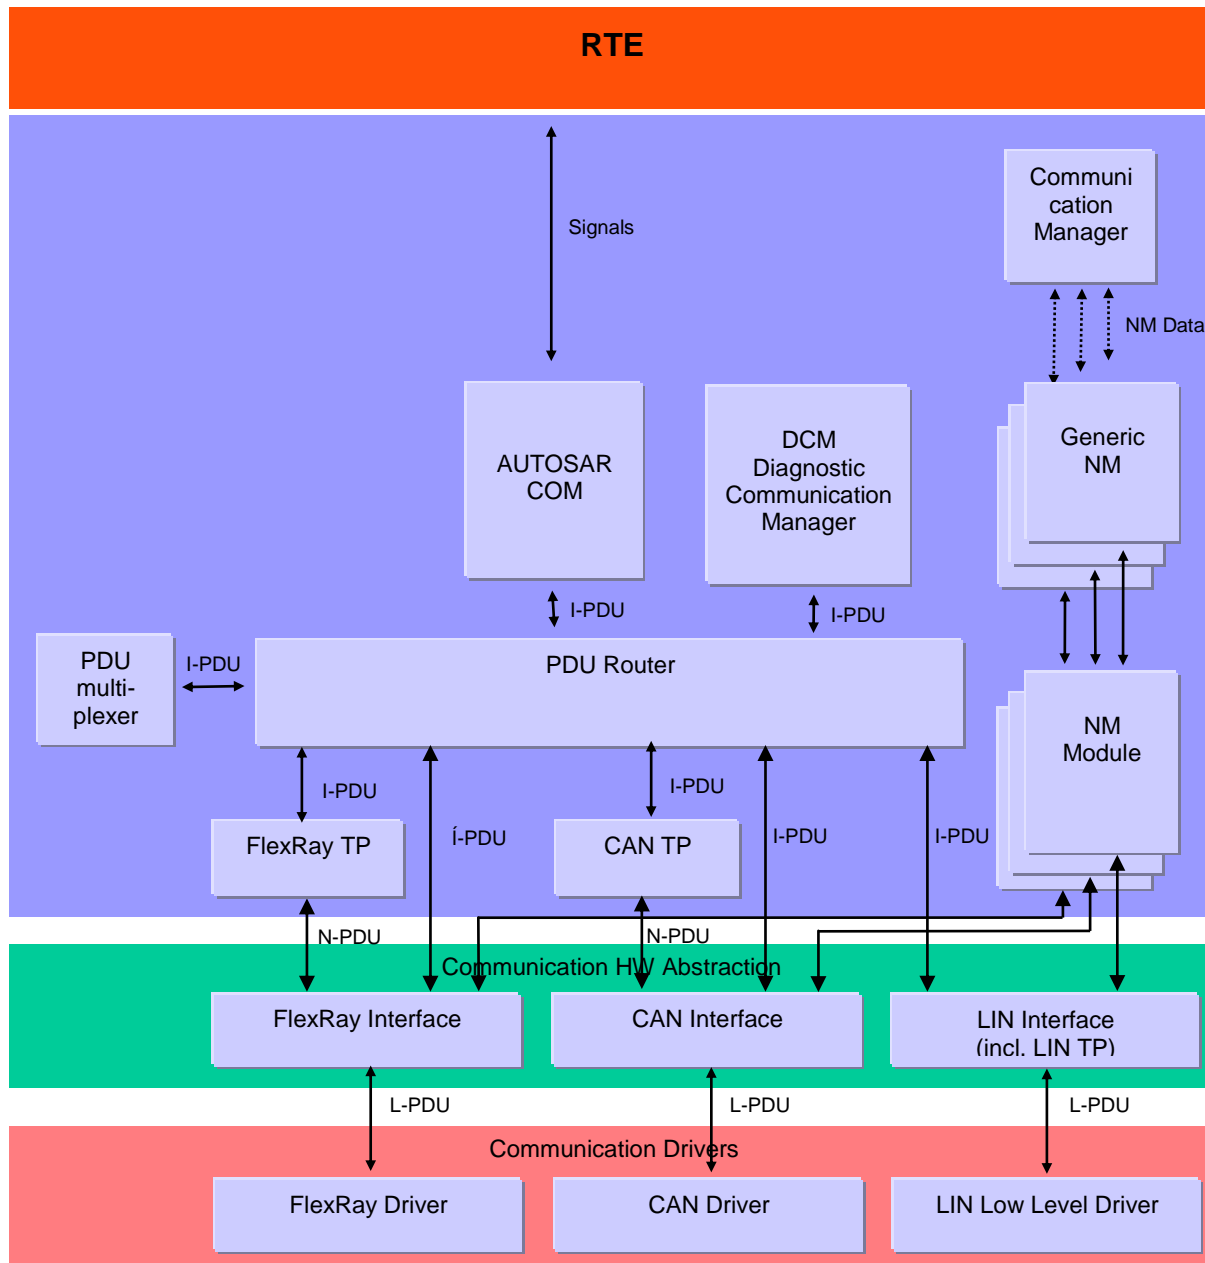 RTE
Signals
Communi
cation
Manager
NM Data
AUTOSAR
COM
DCM
Diagnostic
Communication
Manager
Generic
NM
I-PDU
I-PDU
PDU
multi-
plexer
I-PDU
PDU Router
NM
Module
I-PDU
Í-PDU
I-PDU
I-PDU
I-PDU
FlexRay TP
CAN TP
N-PDU
N-PDU
Communication HW Abstraction
FlexRay Interface
CAN Interface
LIN Interface
(incl. LIN TP)
L-PDU
L-PDU
L-PDU
Communication Drivers
FlexRay Driver
CAN Driver
LIN Low Level Driver